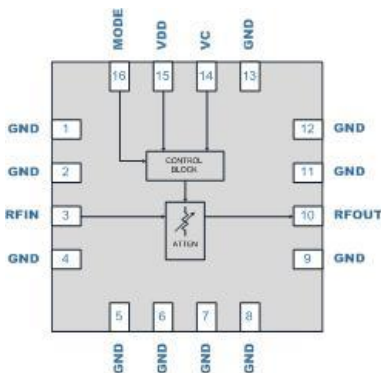 MODE VDD VC GND
16 15 14 13
GND 1 12 GND
CONTROL
BLOCK
GND 2 11 GND
RFIN 3 10 RFOUT
ATTEN
GND 4 9 GND
5 6 7 8
GND GND GND GND